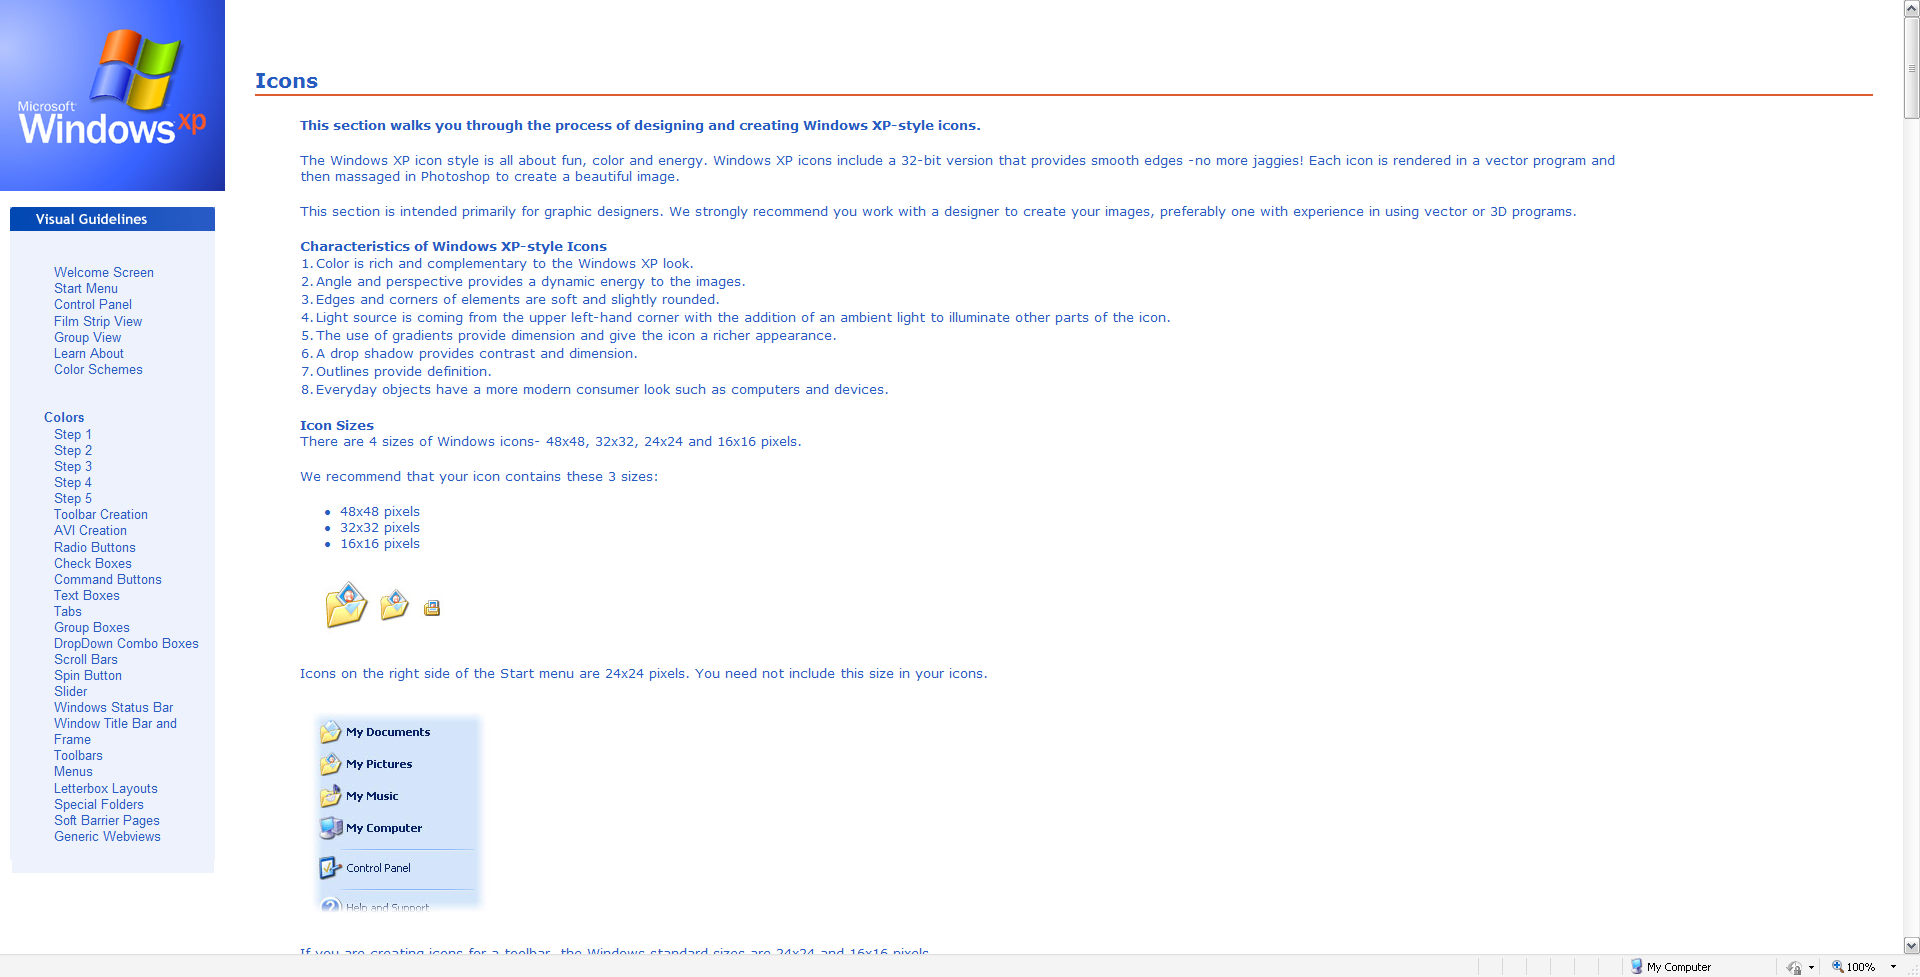 Microsoft
Windows xp
Visual Guidelines
Welcome Screen
Start Menu
Control Panel
Film Strip View
Group View
Learn About
Color Schemes
Colors
Step 1
Step 2
Step 3
Step 4
Step 5
Toolbar Creation
AVI Creation
Radio Buttons
Check Boxes
Command Buttons
Text Boxes
Tabs
Group Boxes
DropDown Combo Boxes
Scroll Bars
Spin Button
Slider
Windows Status Bar
Window Title Bar and
Frame
Toolbars
Menus
Letterbox Layouts
Special Folders
Soft Barrier Pages
Generic Webviews
Icons
This section walks you through the process of designing and creating Windows XP-style icons.
The Windows XP icon style is all about fun, color and energy. Windows XP icons include a 32-bit version that provides smooth edges -no more jaggies! Each icon is rendered in a vector program and
then massaged in Photoshop to create a beautiful image.
This section is intended primarily for graphic designers. We strongly recommend you work with a designer to create your images, preferably one with experience in using vector or 3D programs.
Characteristics of Windows XP-style Icons
1. Color is rich and complementary to the Windows XP look.
2. Angle and perspective provides a dynamic energy to the images.
3. Edges and corners of elements are soft and slightly rounded.
4. Light source is coming from the upper left-hand corner with the addition of an ambient light to illuminate other parts of the icon.
5. The use of gradients provide dimension and give the icon a richer appearance.
6. A drop shadow provides contrast and dimension.
7. Outlines provide definition.
8. Everyday objects have a more modern consumer look such as computers and devices.
Icon Sizes
There are 4 sizes of Windows icons- 48x48, 32x32, 24x24 and 16x16 pixels.
We recommend that your icon contains these 3 sizes:
• 48x48 pixels
• 32x32 pixels
• 16x16 pixels
Icons on the right side of the Start menu are 24x24 pixels. You need not include this size in your icons.
My Documents
My Pictures
My Music
My Computer
Control Panel
Help and Support
If you are creating icons for a toolbar, the Windows standard sizes are 24x24 and 16x16 pixels.
My Computer
100%